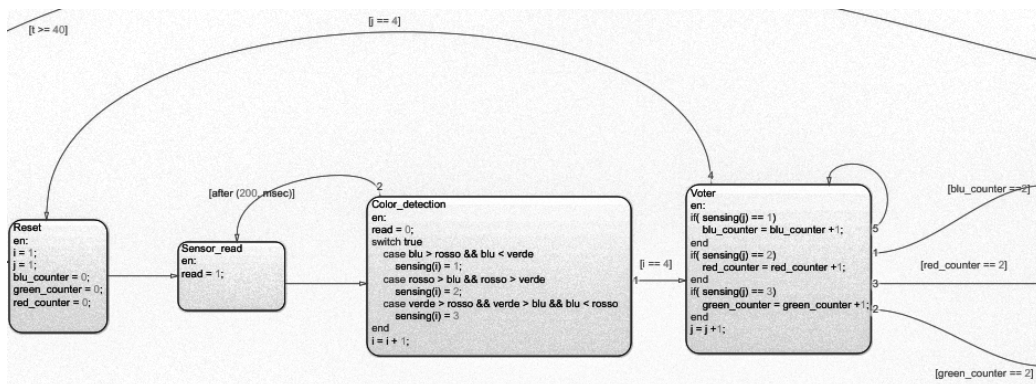 [t >= 40]
[j == 4]
[after (200, msec)]
2
4
Reset
en:
i = 1;
j = 1;
blu_counter = 0;
green_counter = 0;
red_counter = 0;
Sensor_read
en:
read = 1;
Color_detection
en:
read = 0;
switch true
case blu > rosso && blu < verde
sensing(i) = 1;
case rosso > blu && rosso > verde
sensing(i) = 2;
case verde > rosso && verde > blu && blu < rosso
sensing(i) = 3
end
i = i + 1;
1
[i == 4]
Voter
en:
if( sensing(j) == 1)
blu_counter = blu_counter +1;
end
if( sensing(j) == 2)
red_counter = red_counter +1;
end
if( sensing(j) == 3)
green_counter = green_counter +1;
end
j = j +1;
5
1
3
2
[blu_counter ==2]
[red_counter == 2]
[green_counter == 2]